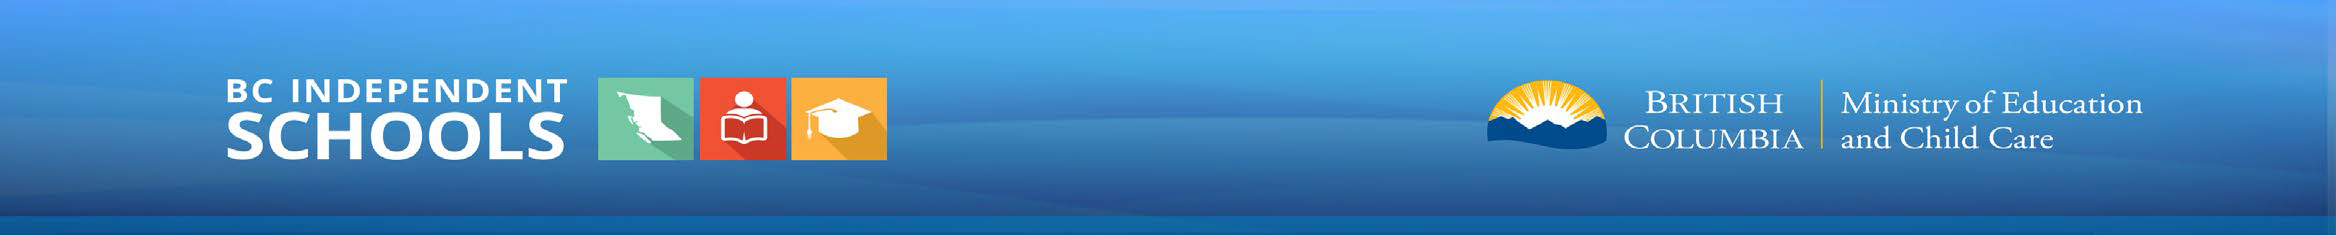 BC INDEPENDENT
SCHOOLS
BRITISH
COLUMBIA
Ministry of Education
and Child Care